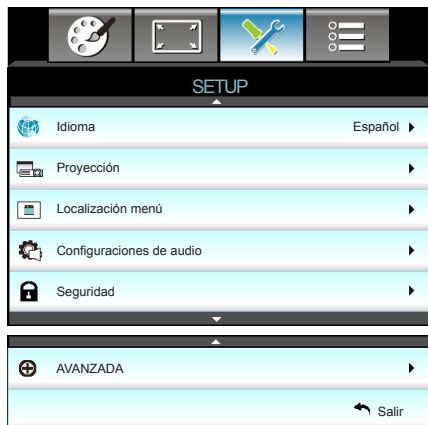 SETUP
Idioma Español
Proyección
Localización menú
Configuraciones de audio
Seguridad
AVANZADA
Salir